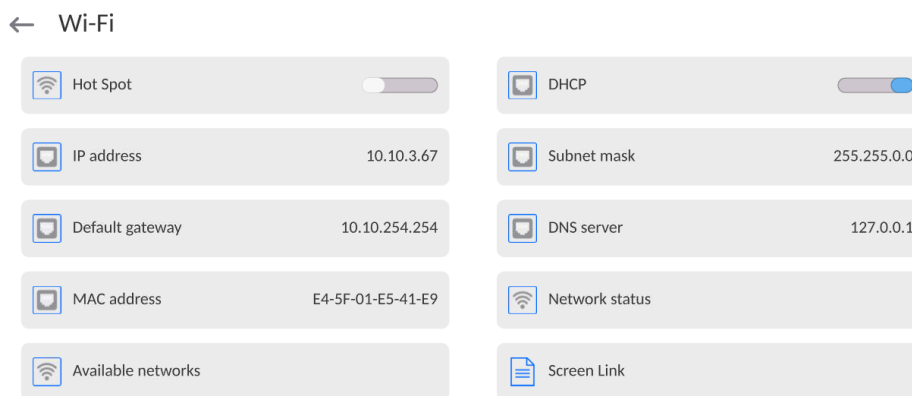 Wi-Fi
Hot Spot
DHCP
IP address 10.10.3.67
Subnet mask 255.255.0.0
Default gateway 10.10.254.254
DNS server 127.0.0.1
MAC address E4-5F-01-E5-41-E9
Network status
Available networks
Screen Link